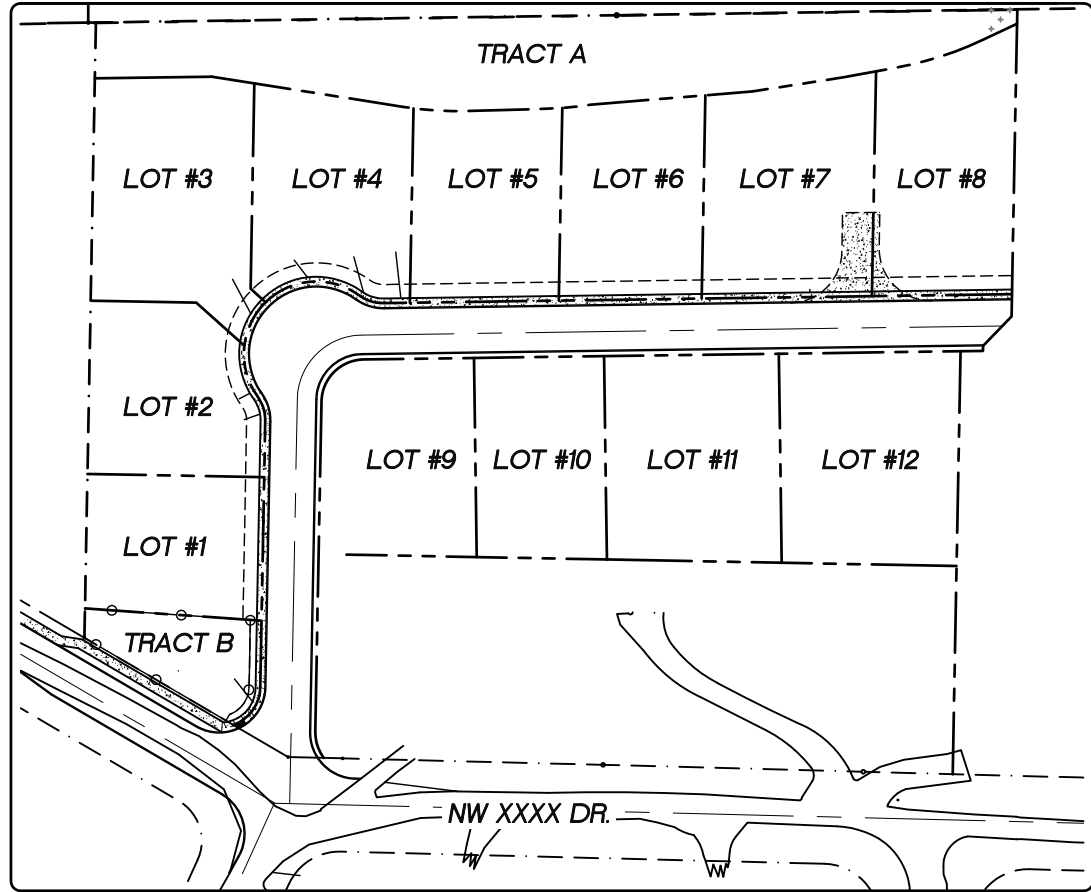 TRACT A
LOT #3
LOT #4
LOT #5
LOT #6
LOT #7
LOT #8
LOT #2
LOT #9
LOT #10
LOT #11
LOT #12
LOT #1
TRACT B
NW XXXX DR.